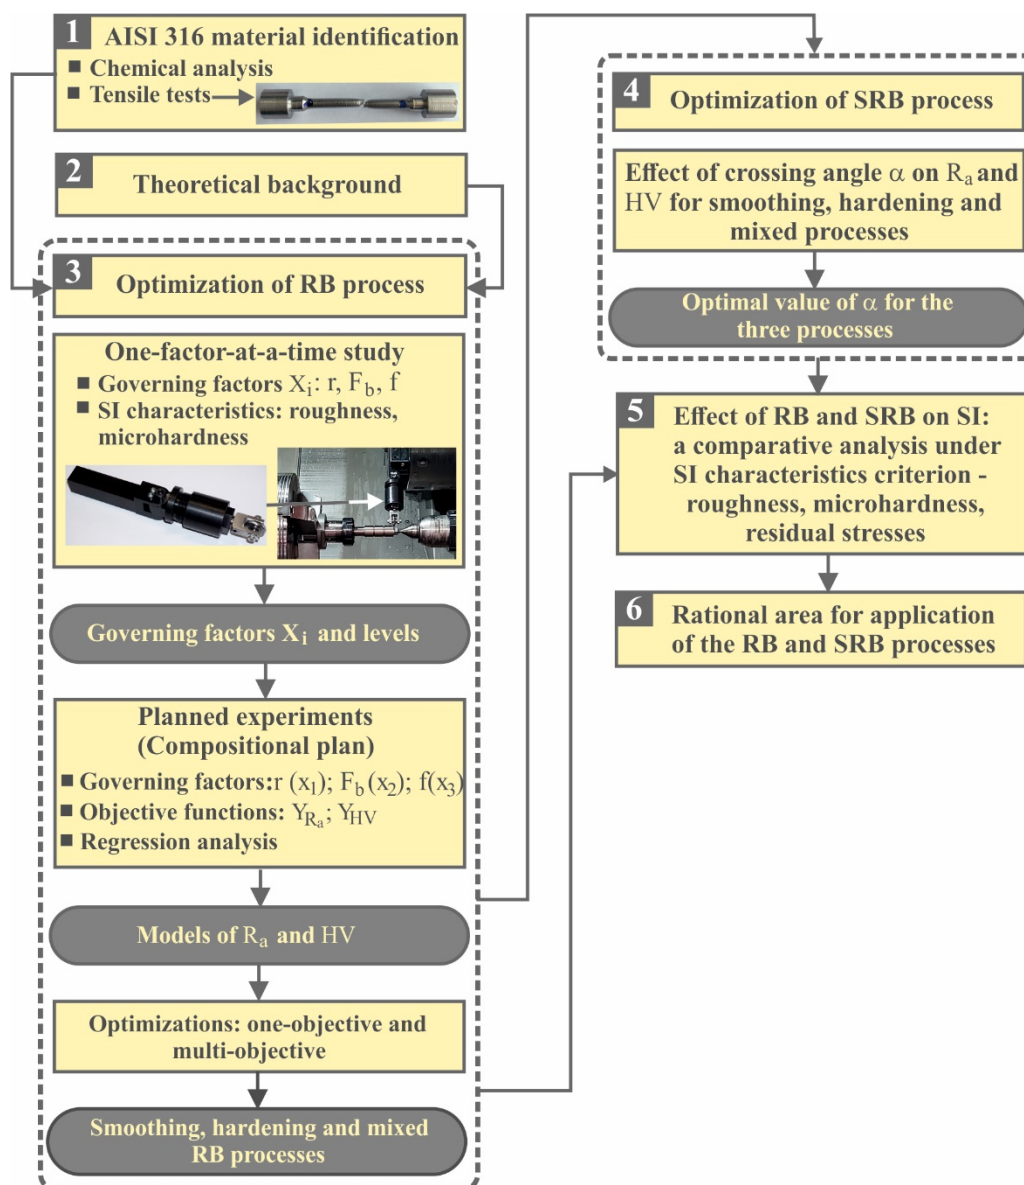 1
AISI 316 material identification
■ Chemical analysis
■ Tensile tests
2
Theoretical background
3
Optimization of RB process
One-factor-at-a-time study
■ Governing factors Xi: r, Fb, f
■ SI characteristics: roughness,
microhardness
Governing factors Xi and levels
Planned experiments
(Compositional plan)
■ Governing factors:r (x1); Fb(x2); f(x3)
■ Objective functions: YRa; YHV
■ Regression analysis
Models of Ra and HV
Optimizations: one-objective and
multi-objective
Smoothing, hardening and mixed
RB processes
4
Optimization of SRB process
Effect of crossing angle α on Ra and
HV for smoothing, hardening and
mixed processes
Optimal value of α for the
three processes
5
Effect of RB and SRB on SI:
a comparative analysis under
SI characteristics criterion -
roughness, microhardness,
residual stresses
6
Rational area for application
of the RB and SRB processes